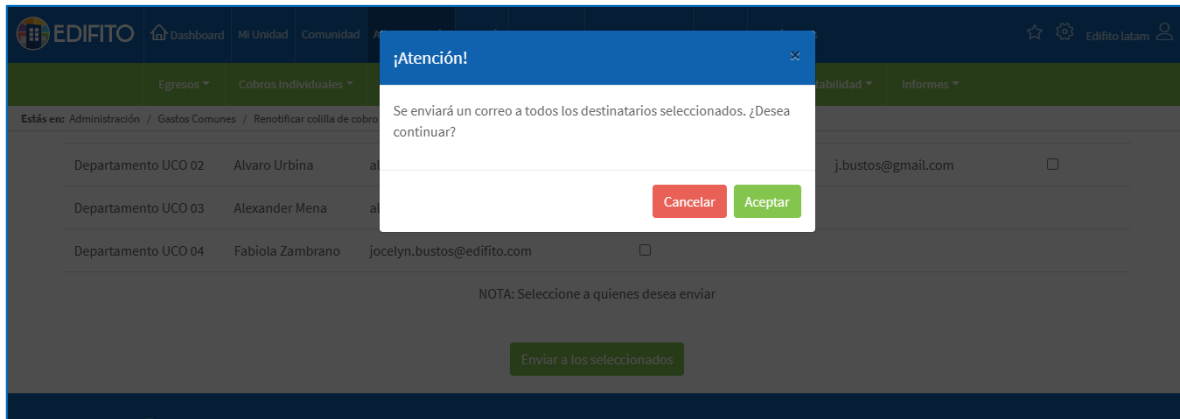 EDIFITO Dashboard Mi Unidad Comunidad Edifito latam
¡Atención! ×
Egresos Cobros Individuales Informes
Estás en: Administración / Gastos Comunes / Renotificar colilla de cobro
Se enviará un correo a todos los destinatarios seleccionados. ¿Desea
continuar?
Departamento UCO 02 Alvaro Urbina j.bustos@gmail.com
Cancelar Aceptar
Departamento UCO 03 Alexander Mena
Departamento UCO 04 Fabiola Zambrano jocelyn.bustos@edifito.com
NOTA: Seleccione a quienes desea enviar
Enviar a los seleccionados